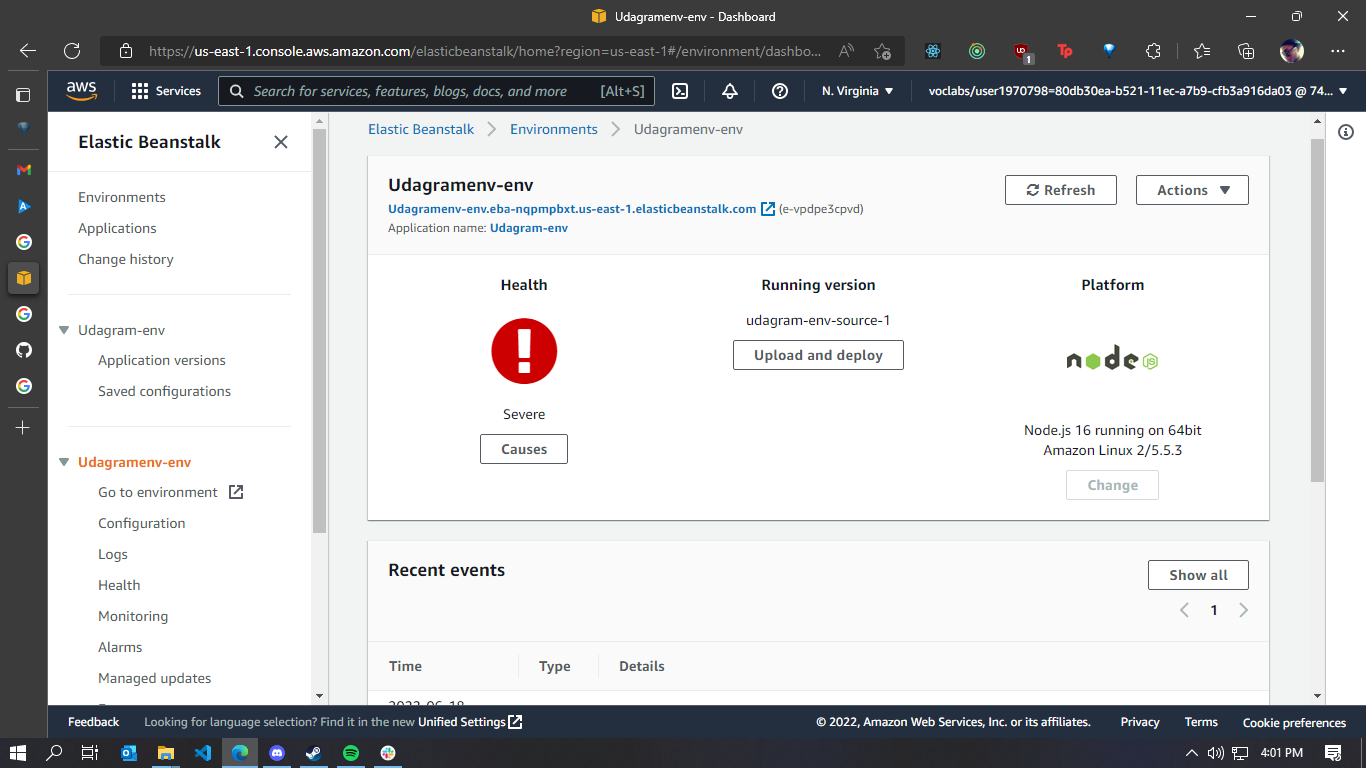 Udagramenv-env - Dashboard
https://us-east-1.console.aws.amazon.com/elasticbeanstalk/home?region=us-east-1#/environment/dashbo...
1
aws
Services
Search for services, features, blogs, docs, and more
[Alt+S]
N. Virginia
voclabs/user1970798=80db30ea-b521-11ec-a7b9-cfb3a916da03 @ 74...
Elastic Beanstalk
Environments
Applications
Change history
Udagram-env
Application versions
Saved configurations
Udagramenv-env
Go to environment
Configuration
Logs
Health
Monitoring
Alarms
Managed updates
Elastic Beanstalk
Environments
Udagramenv-env
Udagramenv-env
Udagramenv-env.eba-nqpmpbxt.us-east-1.elasticbeanstalk.com (e-vpdpe3cpvd)
Application name: Udagram-env
Refresh
Actions
Health
Severe
Causes
Running version
udagram-env-source-1
Upload and deploy
Platform
node JS
Node.js 16 running on 64bit
Amazon Linux 2/5.5.3
Change
Recent events
Show all
1
Time
Type
Details
2022-06-18
Feedback
Looking for language selection? Find it in the new Unified Settings
© 2022, Amazon Web Services, Inc. or its affiliates.
Privacy
Terms
Cookie preferences
4:01 PM